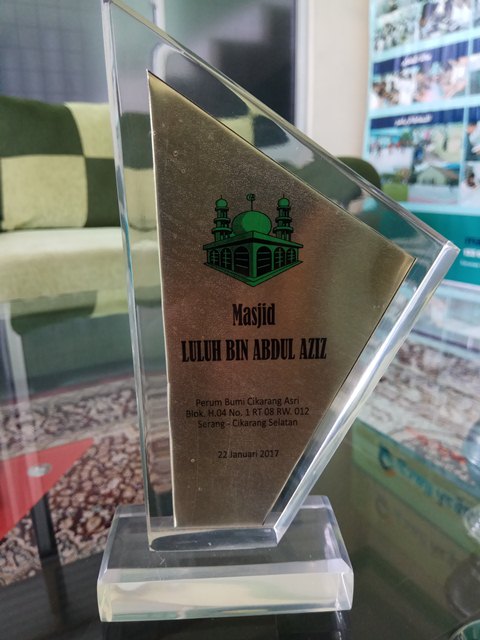 Masjid
LULUH BIN ABDUL AZIZ
Perum Bumi Cikarang Asri
Blok. H.04 No. 1 RT 08 RW. 012
Serang - Cikarang Selatan
22 Januari 2017